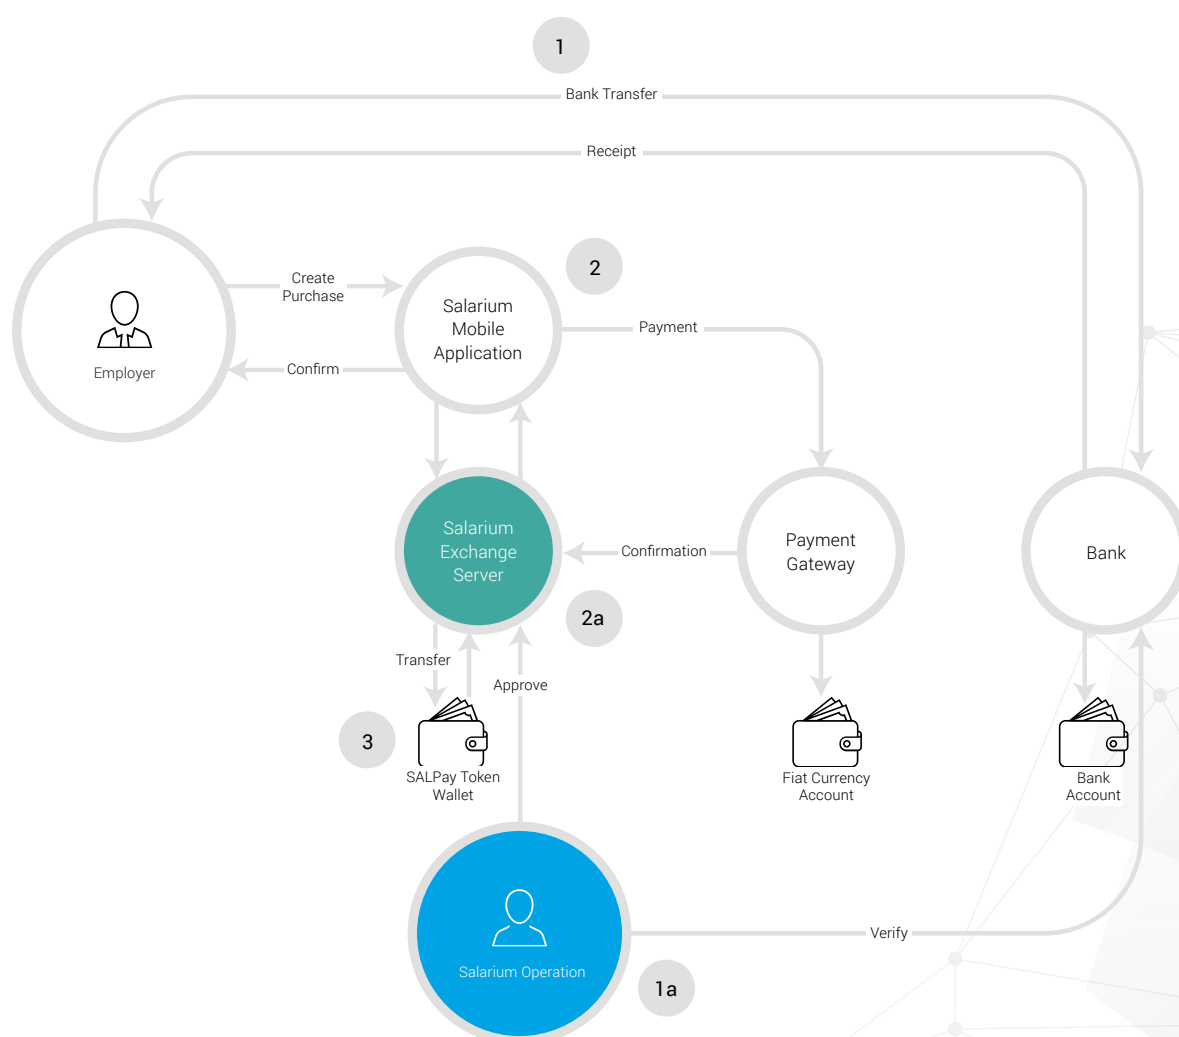 1
Bank Transfer
Receipt
2
Create
Purchase
Salarium
Mobile
Application
Payment
Employer
Confirm
Salarium
Exchange
Server
Confirmation
Payment
Gateway
Bank
2a
Transfer
Approve
3
SALPay Token
Wallet
Fiat Currency
Account
Bank
Account
Verify
Salarium Operation
1a